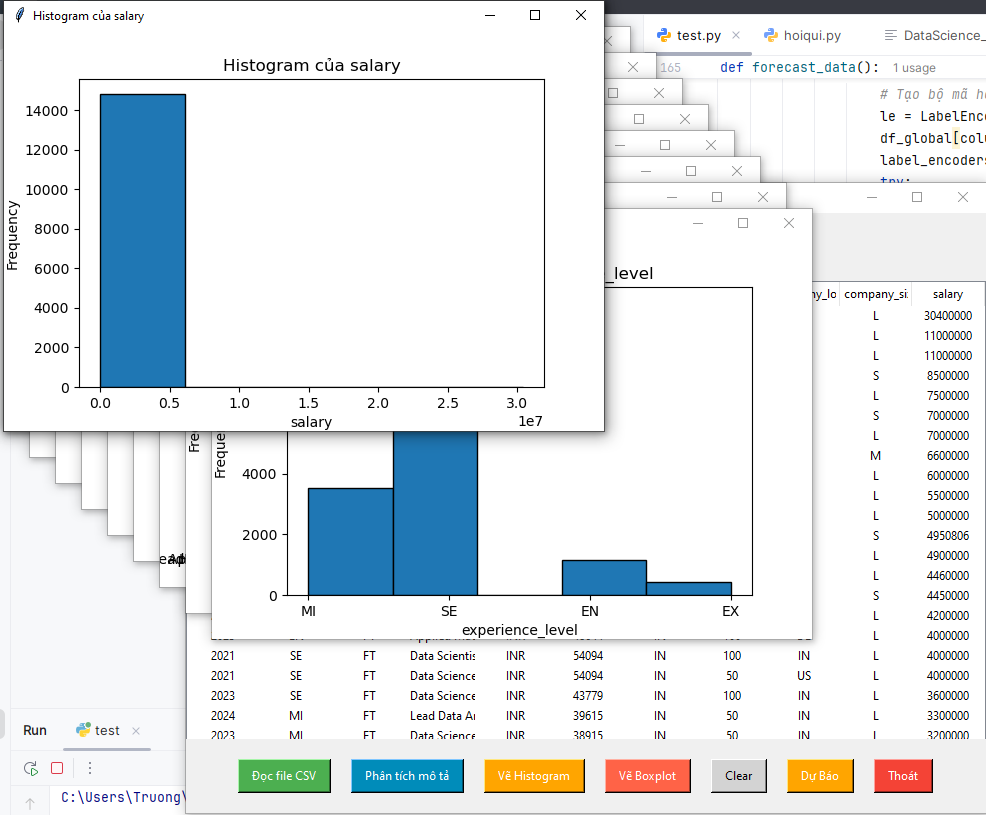 Histogram của salary
Histogram của salary
14000
12000
10000
8000
6000
4000
2000
0
Frequency
0.0
0.5
1.0
1.5
2.0
2.5
3.0
1e7
salary
test.py
hoiqui.py
DataScience_
165
def forecast_data():
1 usage
# Tạo bộ mã h
le = LabelEnc
df_global[colu
label_encoders
try:
_level
4000
2000
0
MI
SE
EN
EX
experience_level
ny_lo company_si: salary
L 30400000
L 11000000
L 11000000
S 8500000
L 7500000
S 7000000
L 7000000
M 6600000
L 6000000
L 5500000
L 5000000
S 4950806
L 4900000
L 4460000
S 4450000
L 4200000
L 4000000
2021 SE FT Data Scientis INR 54094 IN 100 IN L 4000000
2021 SE FT Data Science INR 54094 IN 50 US L 4000000
2023 SE FT Data Science INR 43779 IN 100 IN L 3600000
2024 MI FT Lead Data Ar INR 39615 IN 50 IN L 3300000
2023 MI FT Data Science INR 38915 IN 50 IN L 3200000
Đọc file CSV
Phân tích mô tả
Vẽ Histogram
Vẽ Boxplot
Clear
Dự Báo
Thoát
Run
test
C:\Users\Truong\